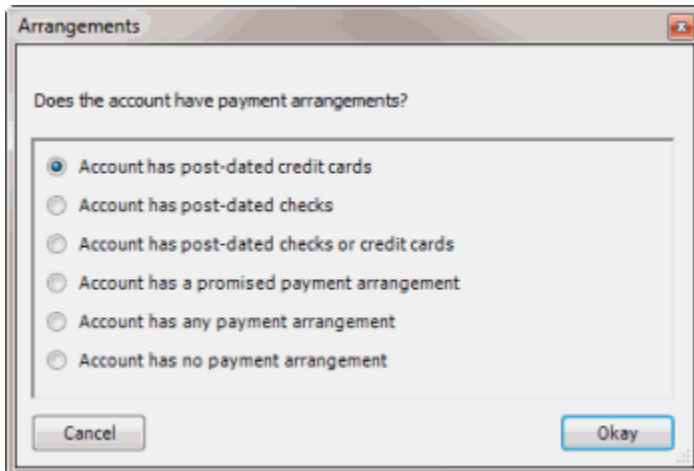 Arrangements
Does the account have payment arrangements?
Account has post-dated credit cards
Account has post-dated checks
Account has post-dated checks or credit cards
Account has a promised payment arrangement
Account has any payment arrangement
Account has no payment arrangement
Cancel
Okay